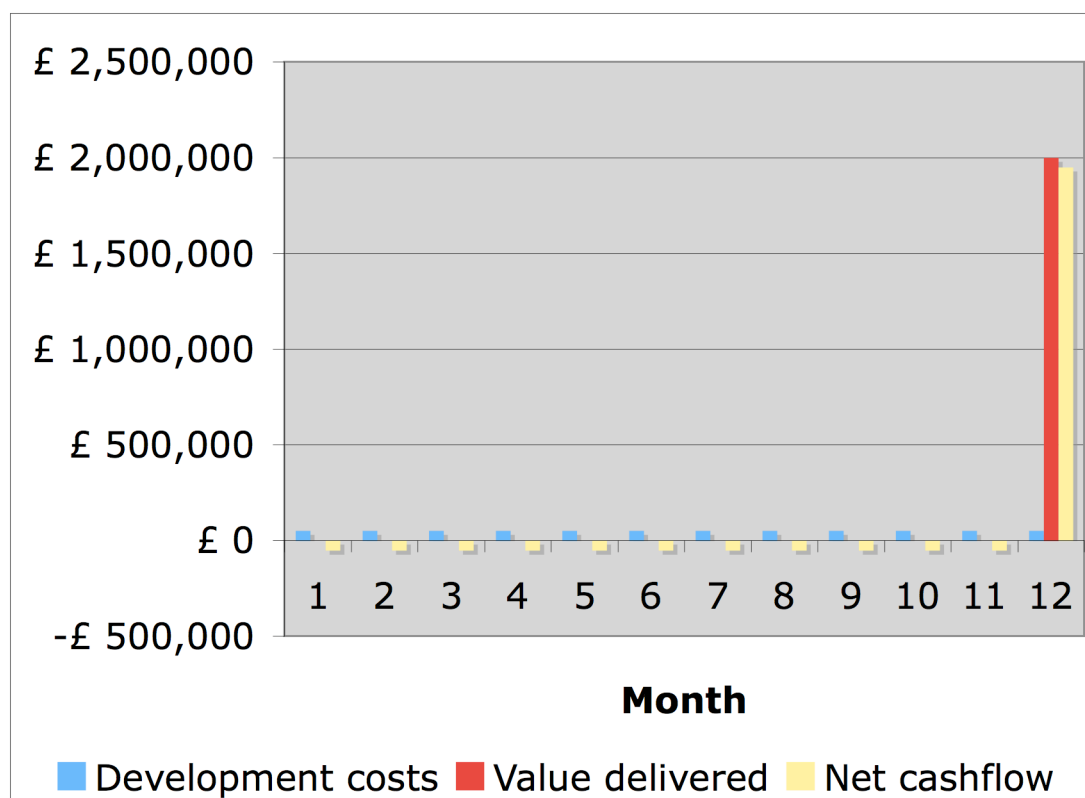 £ 2,500,000
£ 2,000,000
£ 1,500,000
£ 1,000,000
£ 500,000
£ 0
1 2 3 4 5 6 7 8 9 10 11 12
-£ 500,000
Month
Development costs Value delivered Net cashflow